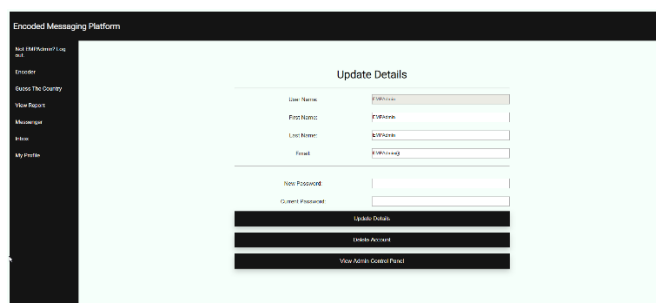 Encoded Messaging Platform
Not EMPAdmin? Log
out.
Encoder
Guess The Country
View Report
Messenger
Inbox
My Profile
Update Details
User Name:
EMPAdmin
First Name:
EMPAdmin
Last Name:
EMPAdmin
Email:
EMPAdmin@
New Password:
Current Password:
Update Details
Delete Account
View Admin Control Panel